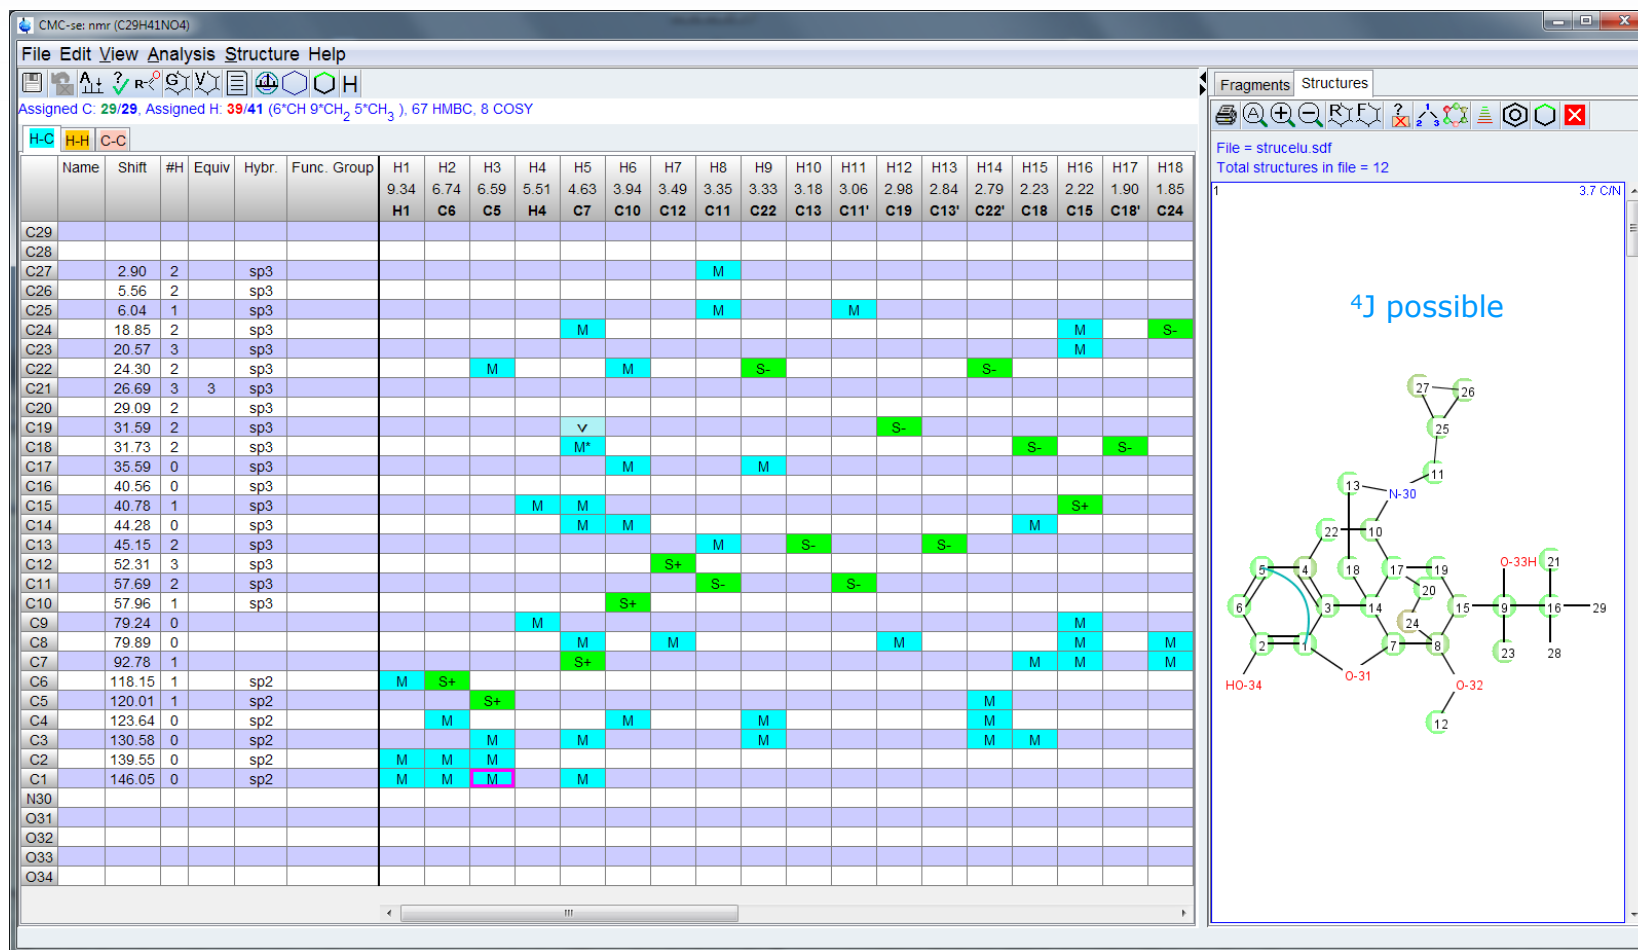 CMC-se: nmr (C29H41NO4)
File Edit View Analysis Structure Help
Assigned C: 29/29, Assigned H: 39/41 (6*CH 9*CH2 5*CH3 ), 67 HMBC, 8 COSY
H-C H-H C-C
Name Shift #H Equiv Hybr. Func. Group H1 H2 H3 H4 H5 H6 H7 H8 H9 H10 H11 H12 H13 H14 H15 H16 H17 H18
9.34 6.74 6.59 5.51 4.63 3.94 3.49 3.35 3.33 3.18 3.06 2.98 2.84 2.79 2.23 2.22 1.90 1.85
H1 C6 C5 H4 C7 C10 C12 C11 C22 C13 C11' C19 C13' C22' C18 C15 C18' C24
C29
C28
C27 2.90 2 sp3 M
C26 5.56 2 sp3
C25 6.04 1 sp3 M M
C24 18.85 2 sp3 M M S-
C23 20.57 3 sp3 M
C22 24.30 2 sp3 M M S- S-
C21 26.69 3 3 sp3
C20 29.09 2 sp3
C19 31.59 2 sp3 v S-
C18 31.73 2 sp3 M* S- S-
C17 35.59 0 sp3 M M
C16 40.56 0 sp3
C15 40.78 1 sp3 M M S+
C14 44.28 0 sp3 M M M
C13 45.15 2 sp3 M S- S-
C12 52.31 3 sp3 S+
C11 57.69 2 sp3 S- S-
C10 57.96 1 sp3 S+
C9 79.24 0 M M
C8 79.89 0 M M M M M
C7 92.78 1 S+ M M M
C6 118.15 1 sp2 M S+
C5 120.01 1 sp2 S+ M
C4 123.64 0 sp2 M M M M
C3 130.58 0 sp2 M M M M M
C2 139.55 0 sp2 M M M
C1 146.05 0 sp2 M M M M
N30
O31
O32
O33
O34
Fragments Structures
File = strucelu.sdf
Total structures in file = 12
1 3.7 C/N
4J possible
27 26
25
11
13 N-30
22 10
O-33H 21
5 4 18 17 19
20
6 3 14 15 9 16 29
24
2 1 7 8 23 28
HO-34 O-31 O-32
12